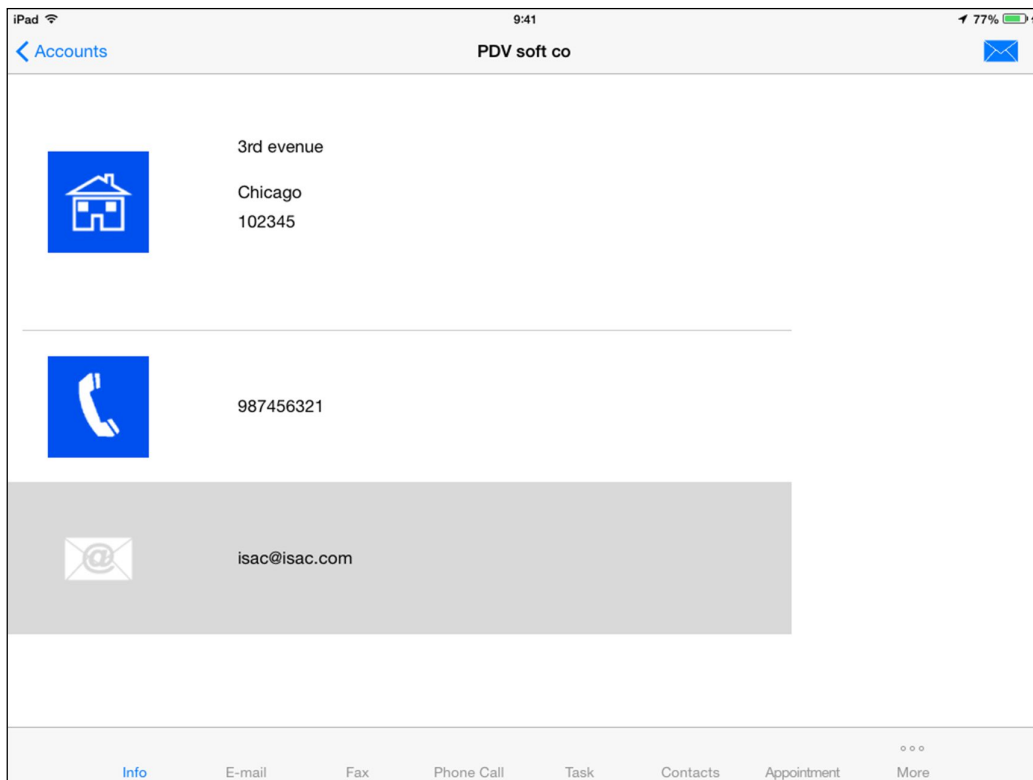 iPad 9:41 77%
Accounts PDV soft co
3rd evenue
Chicago
102345
987456321
isac@isac.com
Info E-mail Fax Phone Call Task Contacts Appointment More